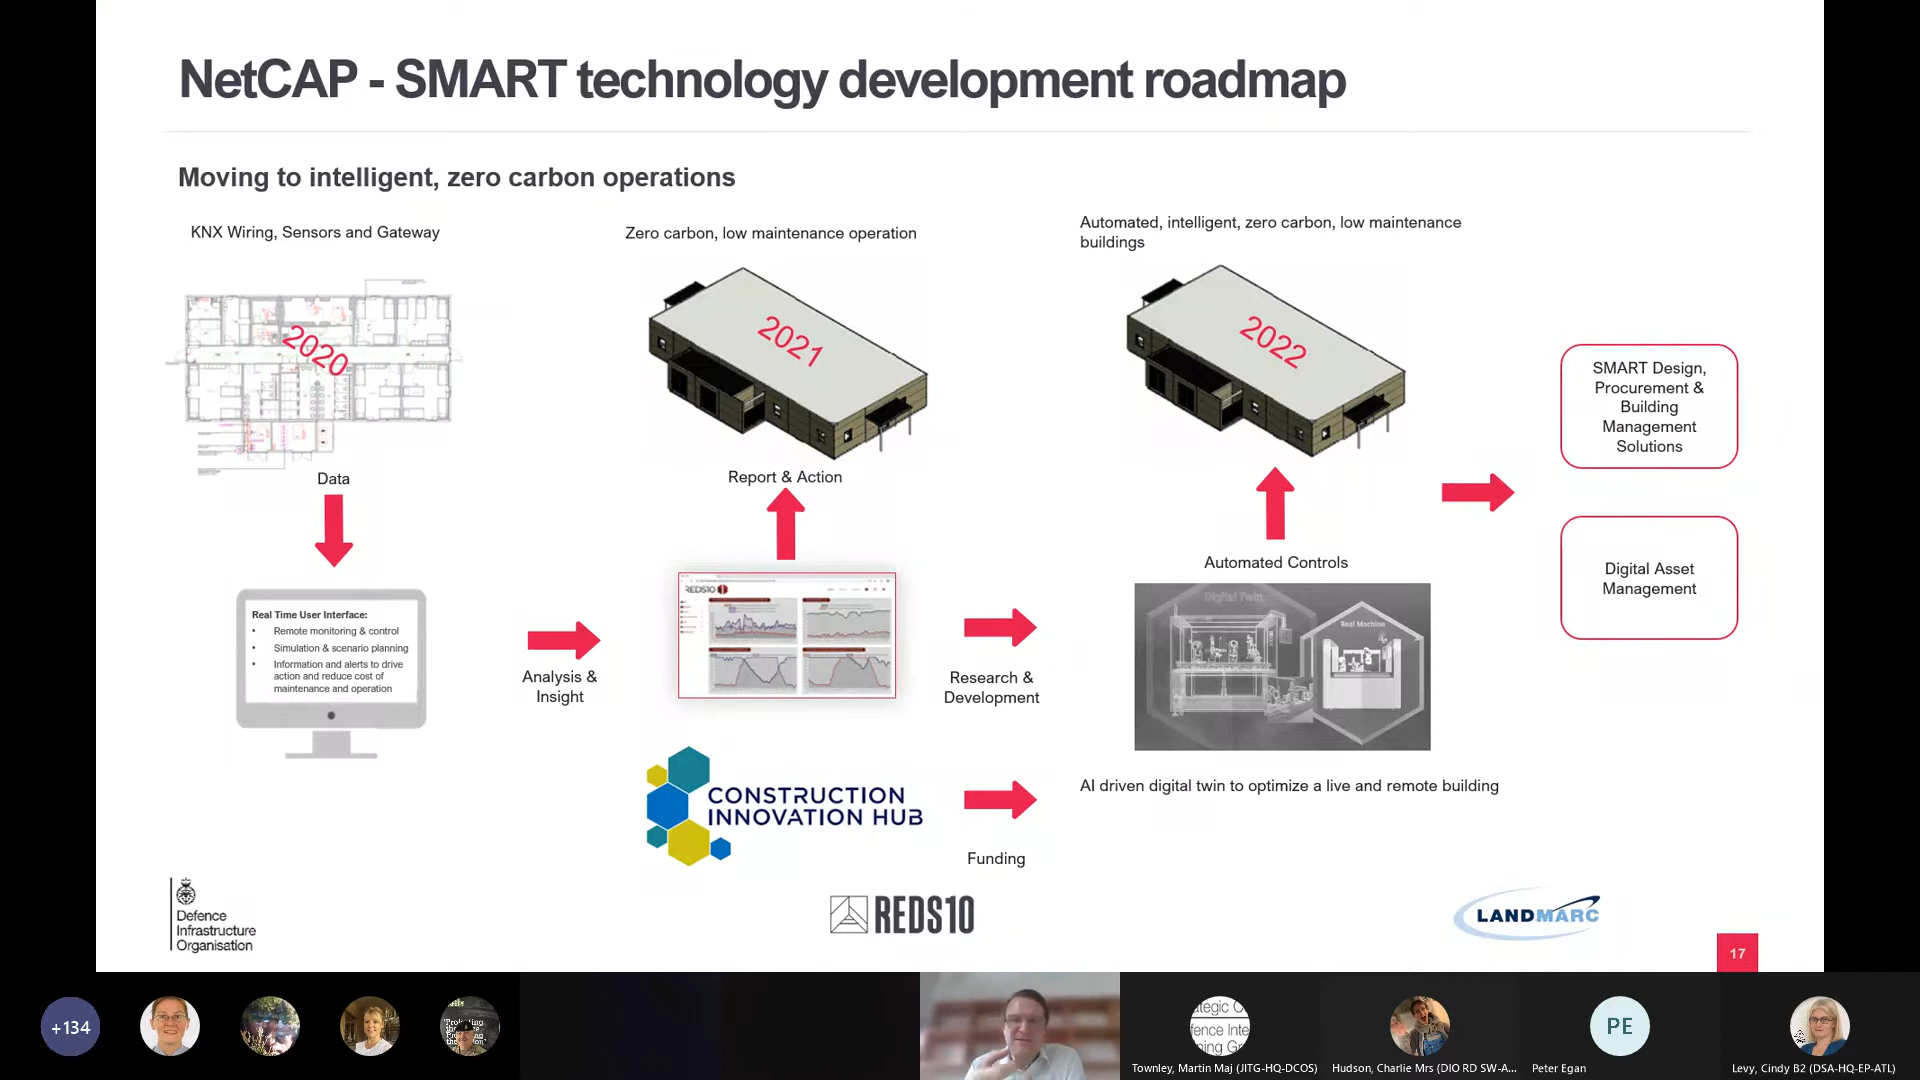 NetCAP - SMART technology development roadmap
Moving to intelligent, zero carbon operations
KNX Wiring, Sensors and Gateway
2020
Data
Real Time User Interface:
• Remote monitoring & control
• Simulation & scenario planning
• Information and alerts to drive
action and reduce cost of
maintenance and operation
Analysis &
Insight
Zero carbon, low maintenance operation
2021
Report & Action
REDS10
CONSTRUCTION
INNOVATION HUB
Research &
Development
Funding
Automated, intelligent, zero carbon, low maintenance
buildings
2022
Automated Controls
Digital Twin
Real Machine
AI driven digital twin to optimize a live and remote building
SMART Design,
Procurement &
Building
Management
Solutions
Digital Asset
Management
Defence
Infrastructure
Organisation
REDS10
LANDMARC
17
+134
PE
Townley, Martin Maj (JITG-HQ-DCOS)
Hudson, Charlie Mrs (DIO RD SW-A...
Peter Egan
Levy, Cindy B2 (DSA-HQ-EP-ATL)